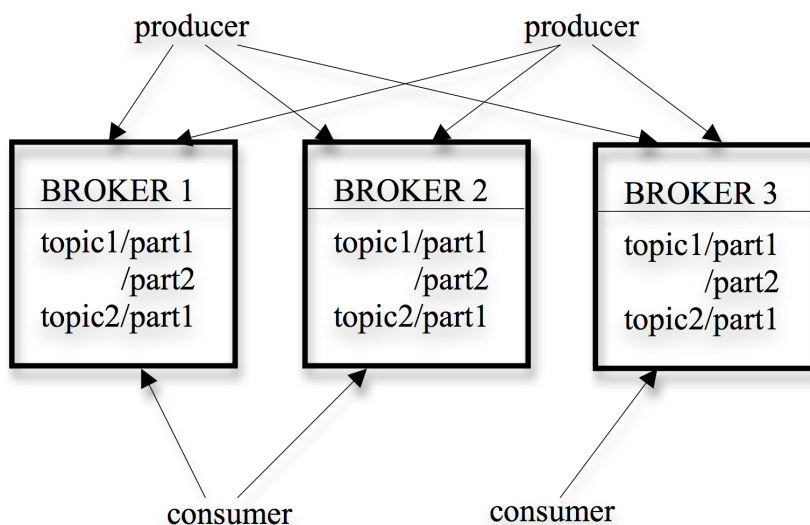 producer
producer
BROKER 1
topic1/part1
/part2
topic2/part1
BROKER 2
topic1/part1
/part2
topic2/part1
BROKER 3
topic1/part1
/part2
topic2/part1
consumer
consumer